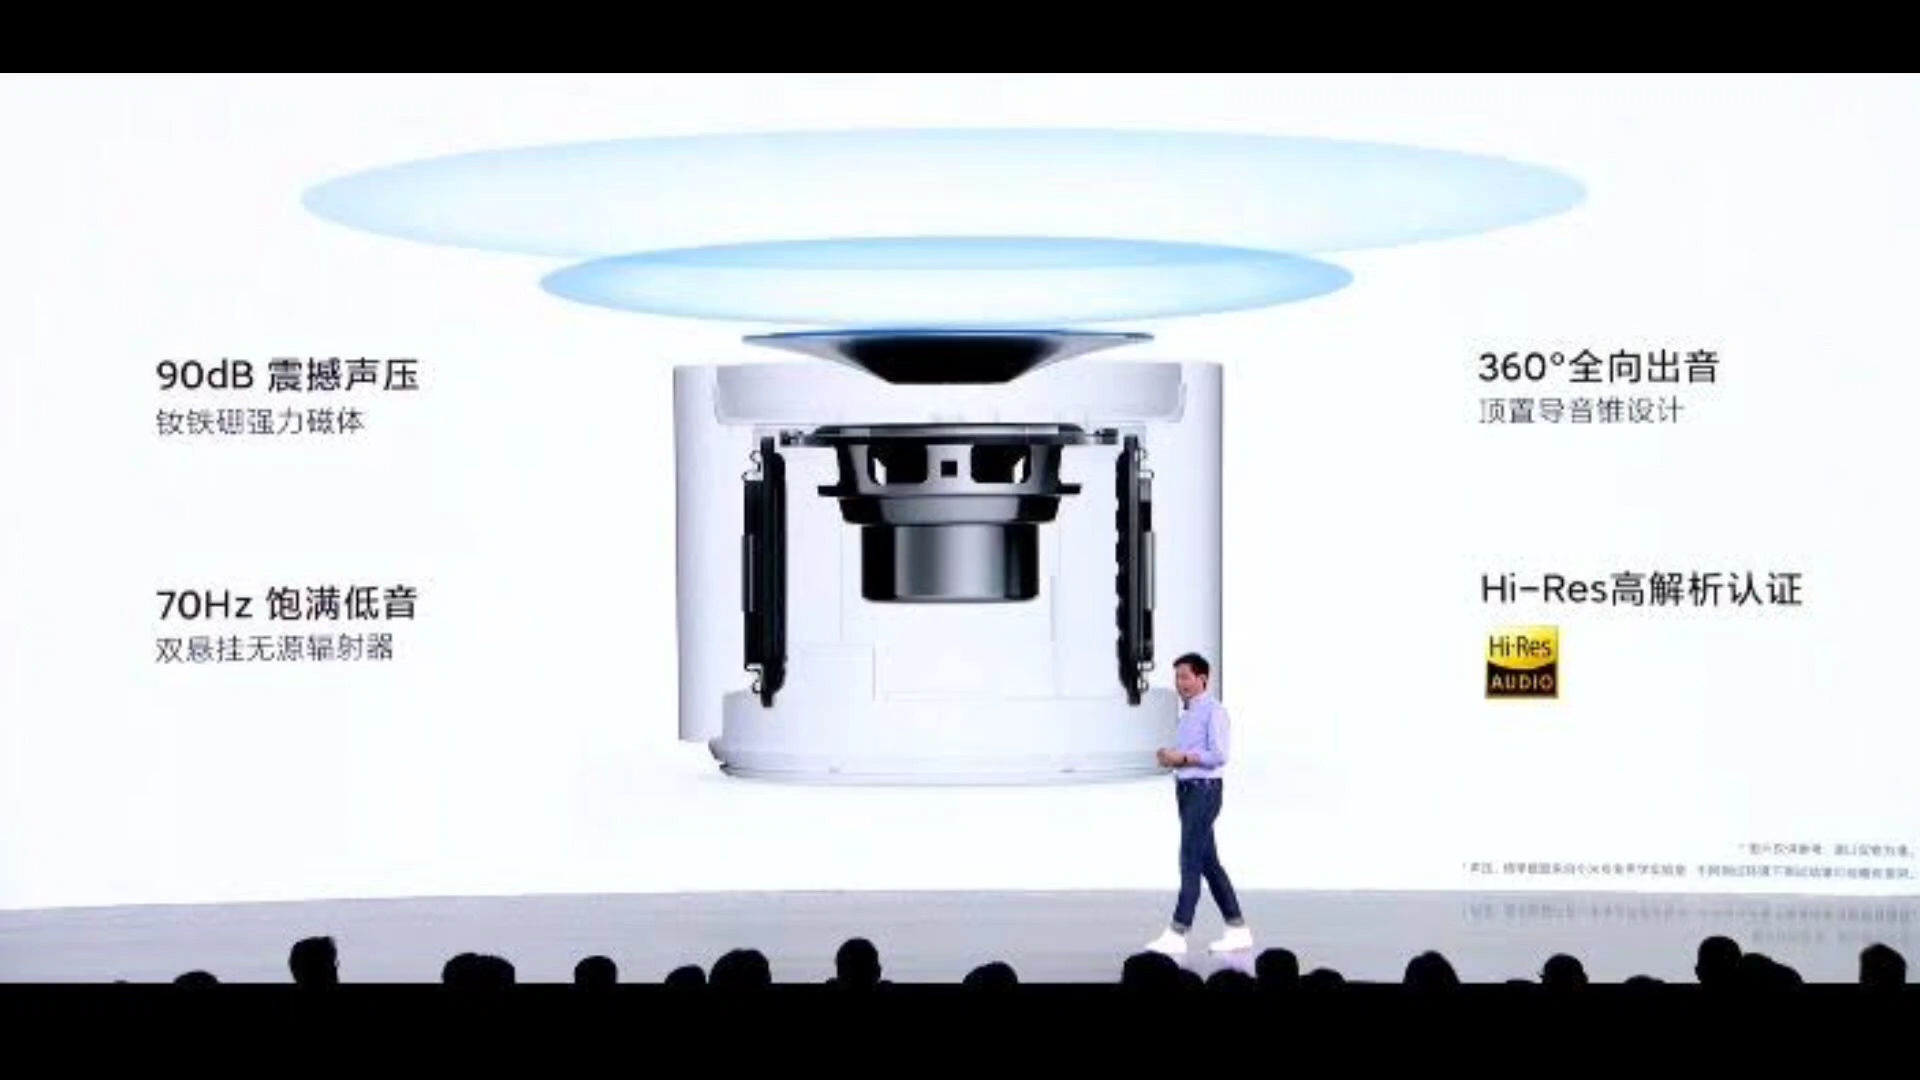 90dB 震撼声压
钕铁硼强力磁体
70Hz 饱满低音
双悬挂无源辐射器
360°全向出音
顶置导音锥设计
Hi-Res高解析认证
Hi-Res
AUDIO